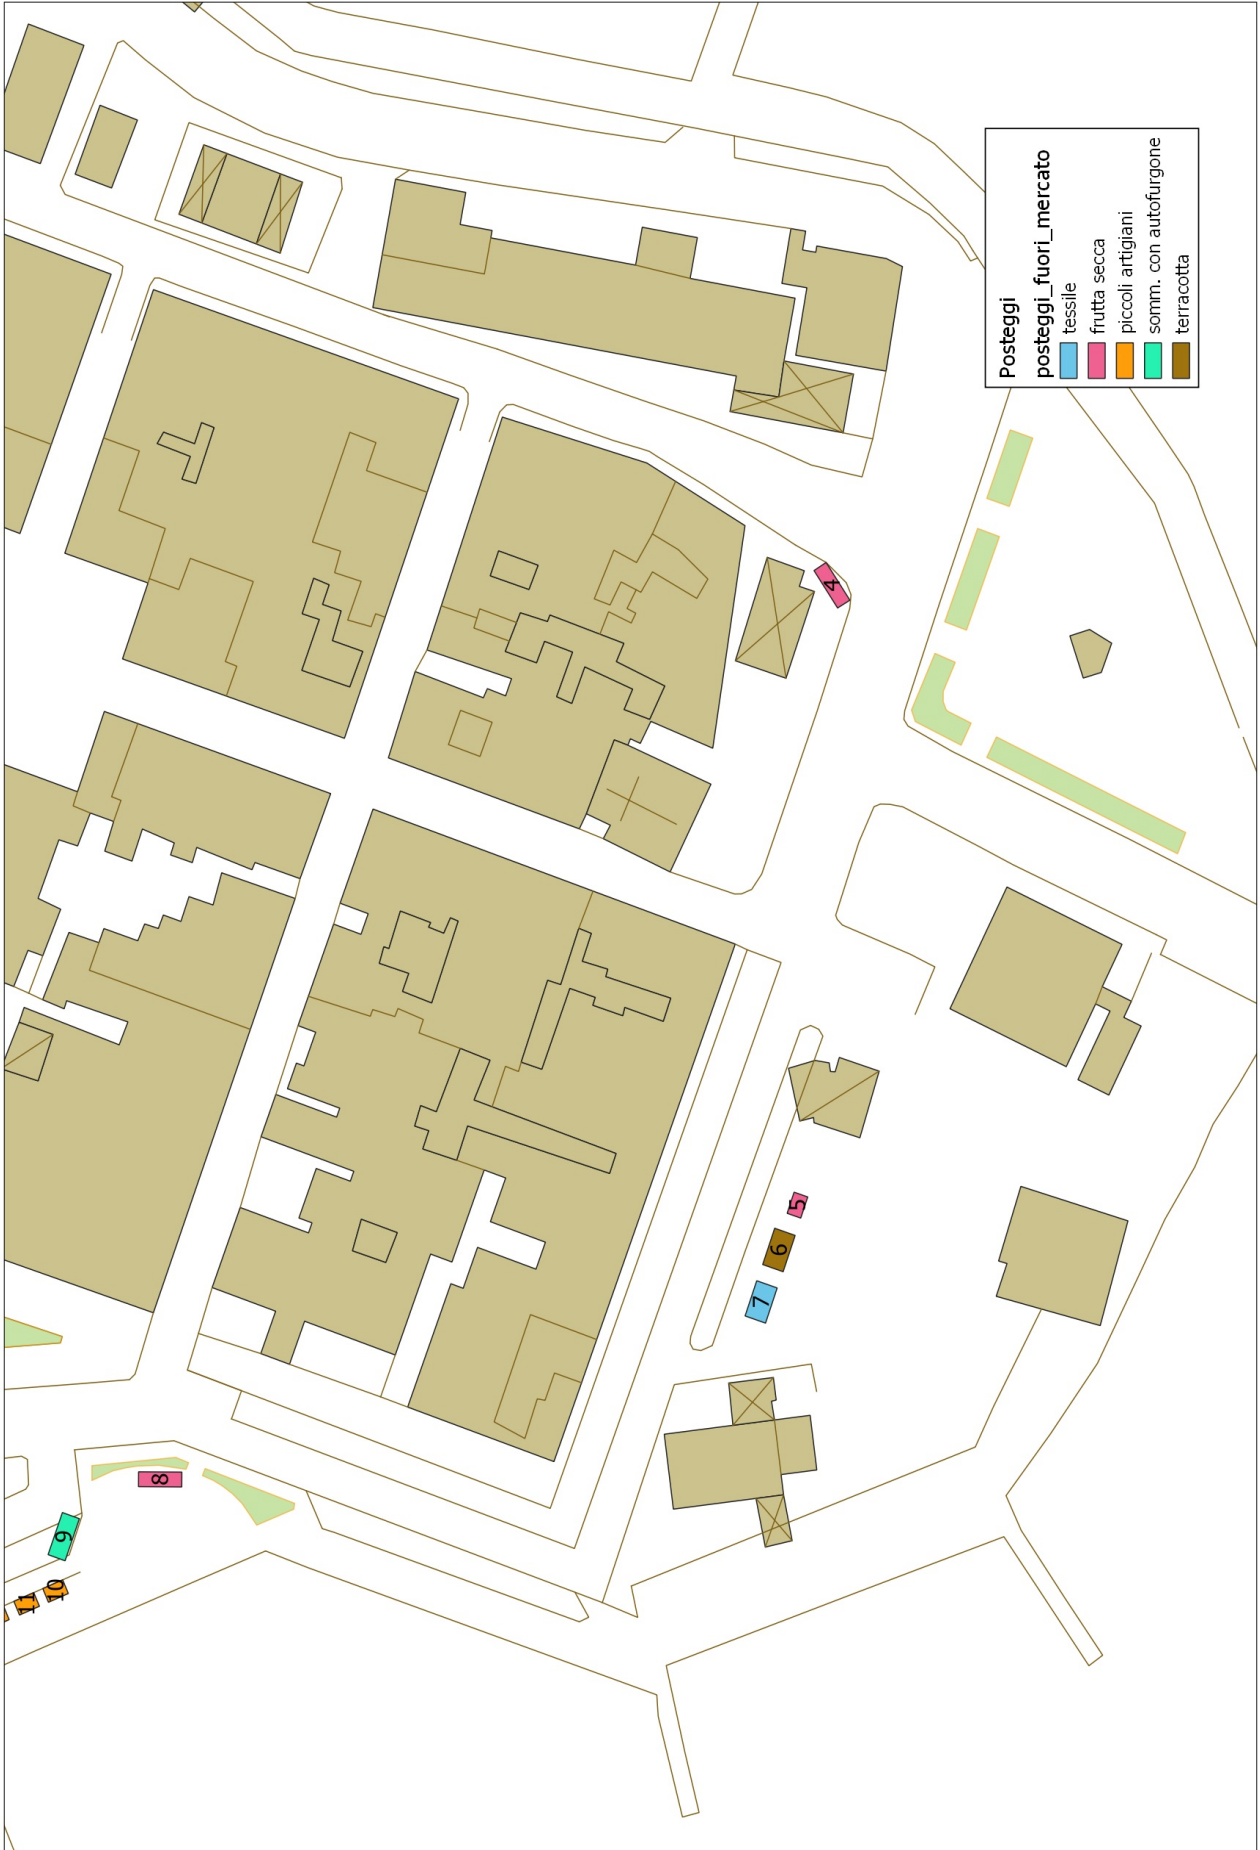 Posteggi
posteggi_fuori_mercato
tessile
frutta secca
piccoli artigiani
somm. con autofurgone
terracotta
4
5
6
7
8
9
10
11